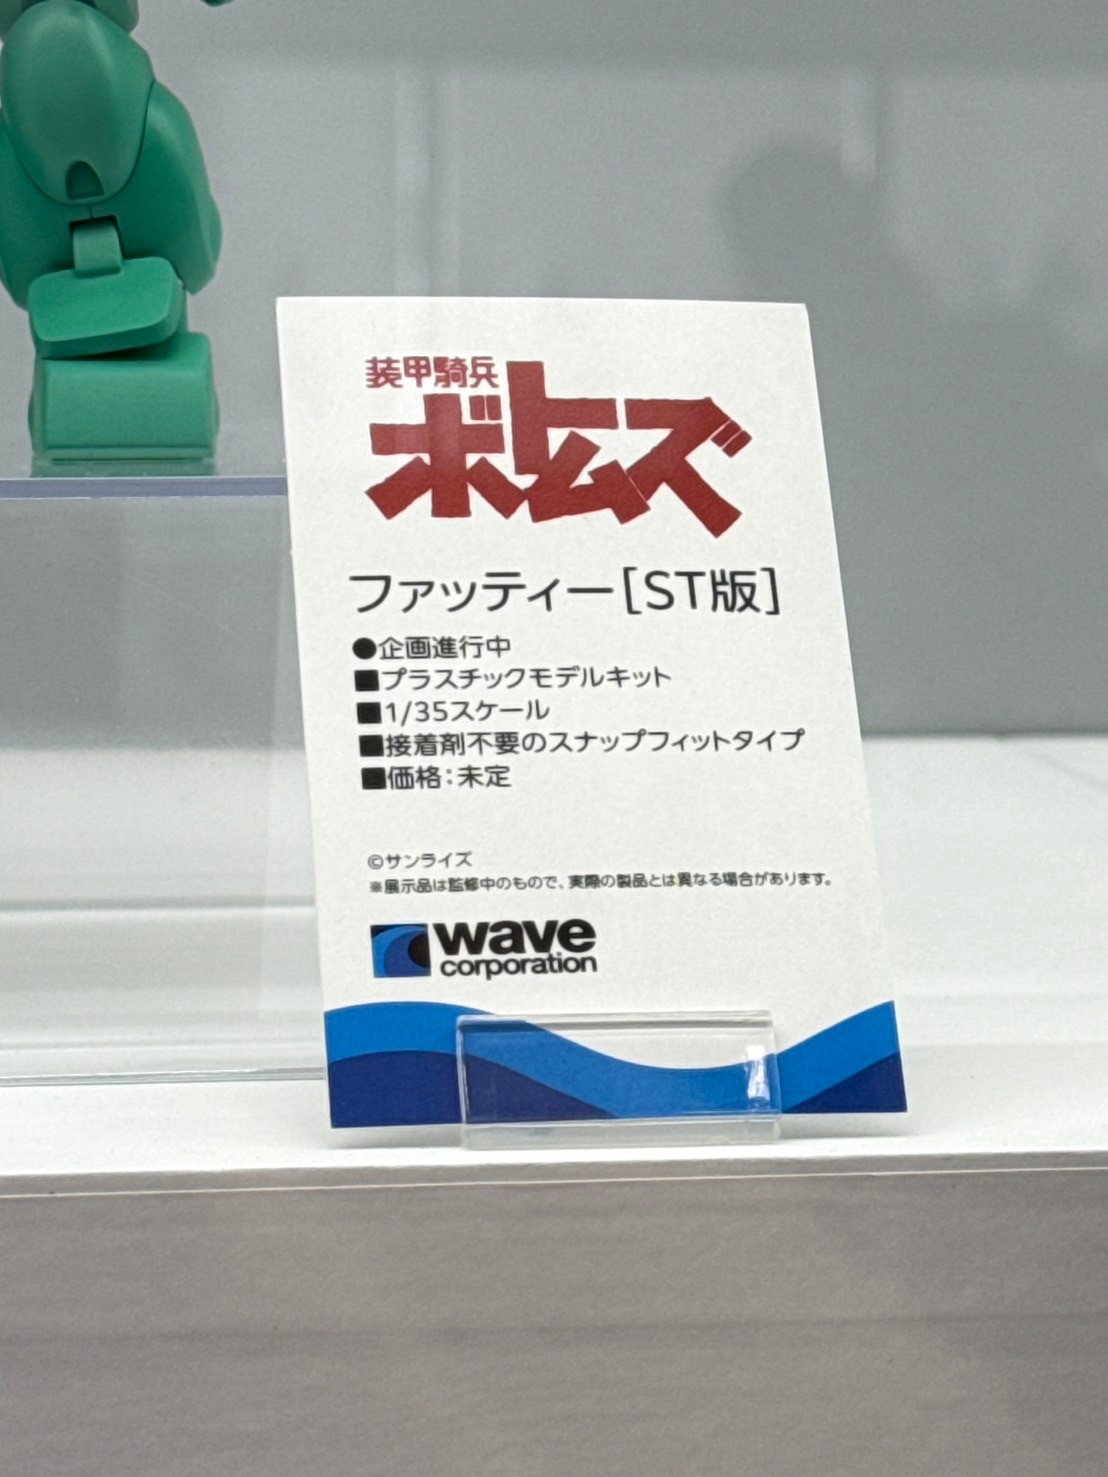 装甲騎兵
ボトムズ
ファッティー[ST版]
●企画進行中
■プラスチックモデルキット
■1/35スケール
■接着剤不要のスナップフィットタイプ
■価格：未定
©サンライズ
※展示品は監修中のもので、実際の製品とは異なる場合があります。
wave
corporation